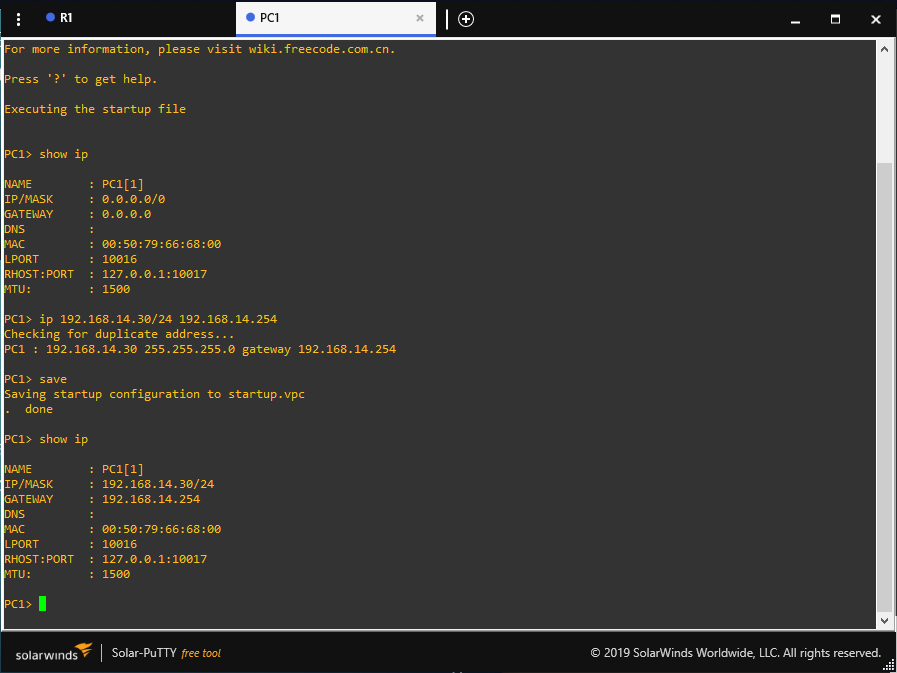 R1
PC1
For more information, please visit wiki.freecode.com.cn.
Press '?' to get help.
Executing the startup file
PC1> show ip
NAME : PC1[1]
IP/MASK : 0.0.0.0/0
GATEWAY : 0.0.0.0
DNS :
MAC : 00:50:79:66:68:00
LPORT : 10016
RHOST:PORT : 127.0.0.1:10017
MTU: : 1500
PC1> ip 192.168.14.30/24 192.168.14.254
Checking for duplicate address...
PC1 : 192.168.14.30 255.255.255.0 gateway 192.168.14.254
PC1> save
Saving startup configuration to startup.vpc
. done
PC1> show ip
NAME : PC1[1]
IP/MASK : 192.168.14.30/24
GATEWAY : 192.168.14.254
DNS :
MAC : 00:50:79:66:68:00
LPORT : 10016
RHOST:PORT : 127.0.0.1:10017
MTU: : 1500
PC1>
solarwinds Solar-PuTTY free tool © 2019 SolarWinds Worldwide, LLC. All rights reserved.